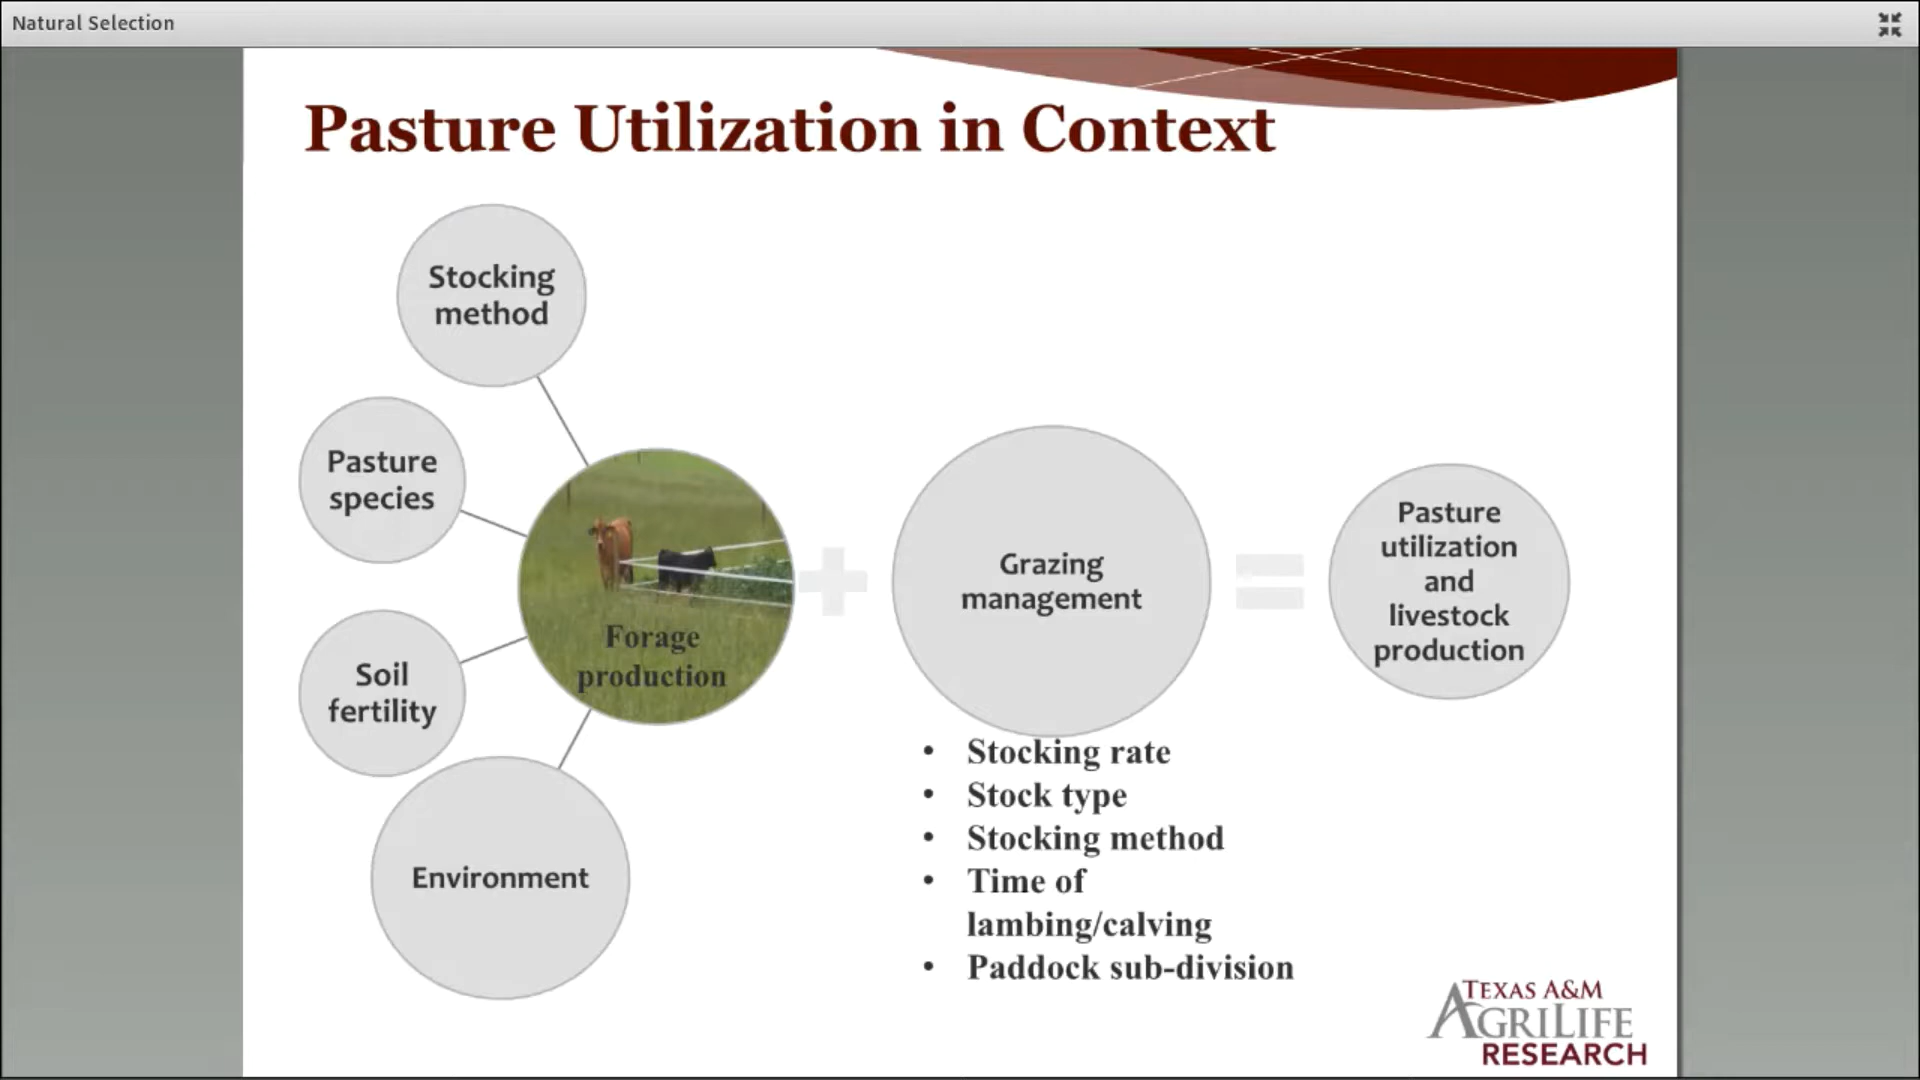 Natural Selection
Pasture Utilization in Context
Stocking
method
Pasture
species
Soil
fertility
Environment
Forage
production
Grazing
management
• Stocking rate
• Stock type
• Stocking method
• Time of
lambing/calving
• Paddock sub-division
Pasture
utilization
and
livestock
production
TEXAS A&M
AGRILIFE
RESEARCH